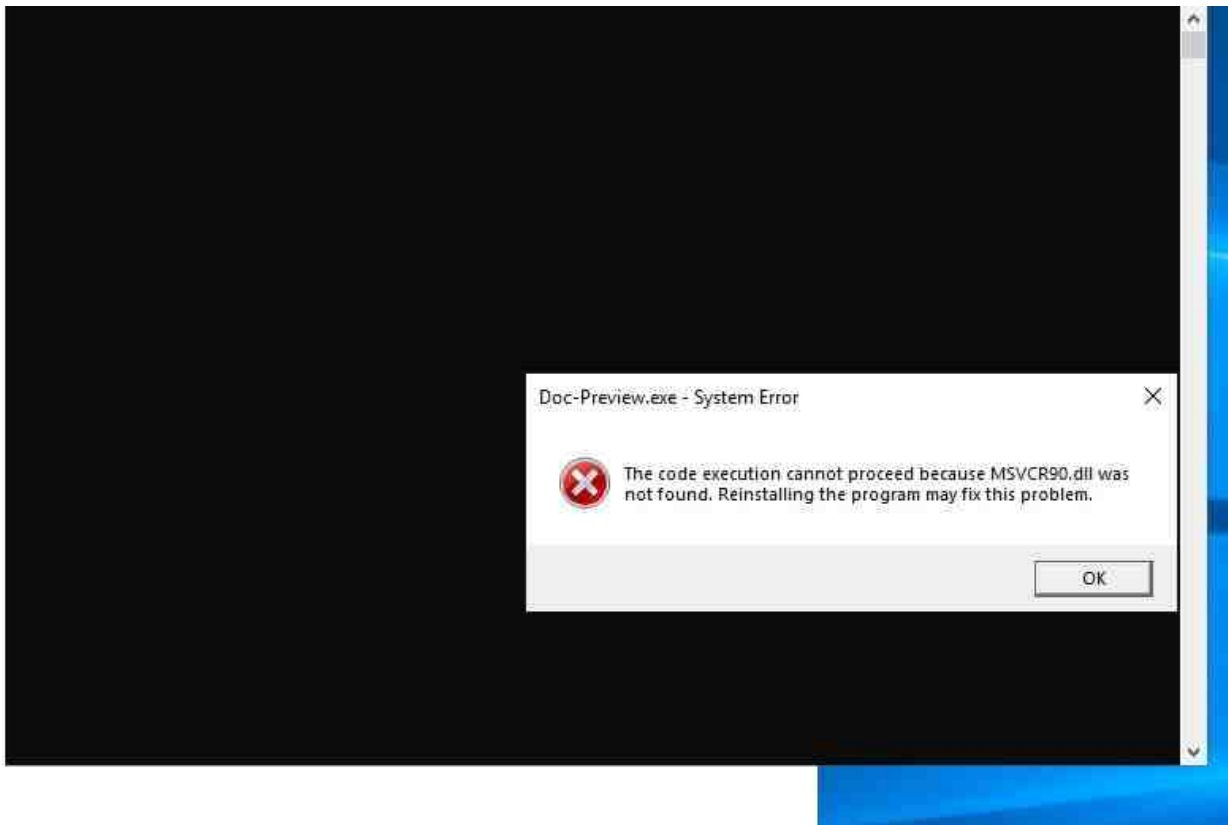 Doc-Preview.exe - System Error
The code execution cannot proceed because MSVCR90.dll was
not found. Reinstalling the program may fix this problem.
OK